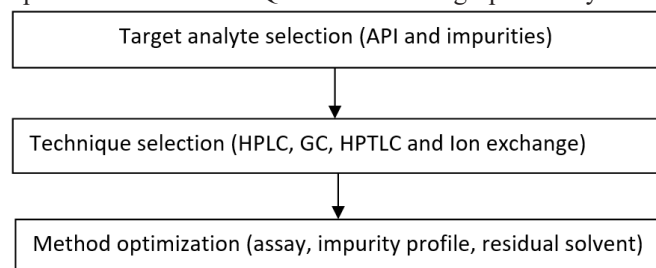 Target analyte selection (API and impurities)
Technique selection (HPLC, GC, HPTLC and Ion exchange)
Method optimization (assay, impurity profile, residual solvent)